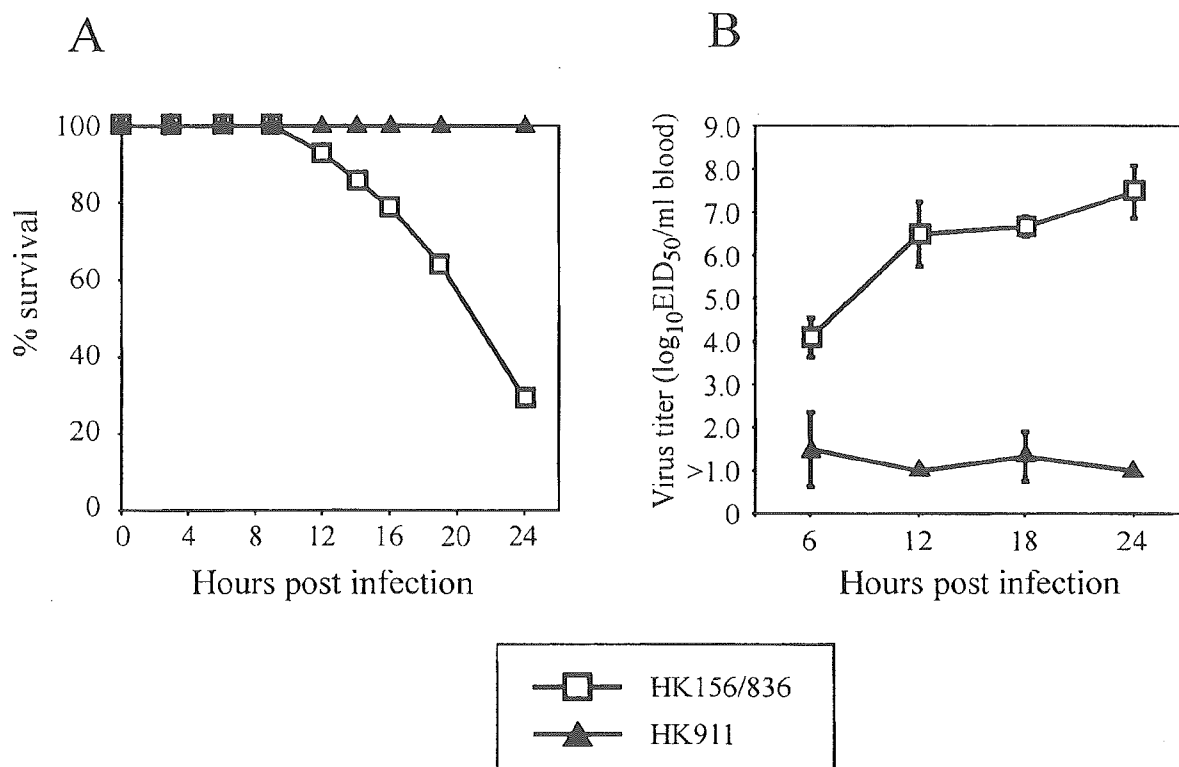 A
B
% survival
100
80
60
40
20
0
0 4 8 12 16 20 24
Hours post infection
Virus titer (log10EID50/ml blood)
9.0
8.0
7.0
6.0
5.0
4.0
3.0
2.0
>1.0
0
6 12 18 24
Hours post infection
HK156/836
HK911